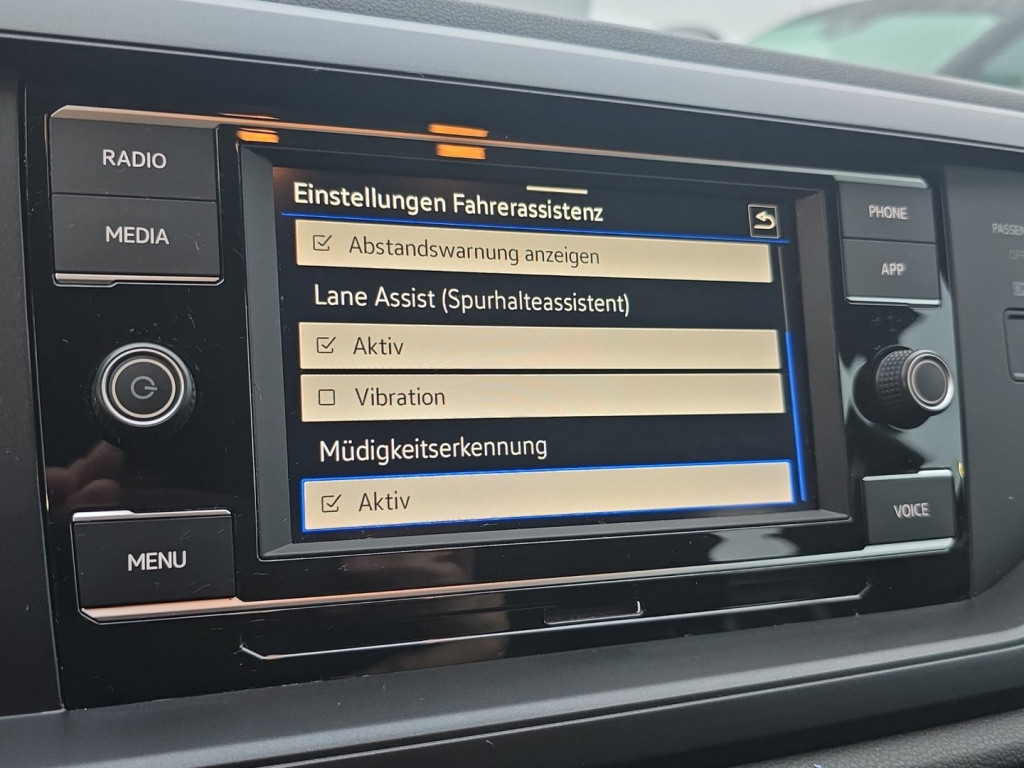 RADIO
MEDIA
MENU
Einstellungen Fahrerassistenz
Abstandswarnung anzeigen
Lane Assist (Spurhalteassistent)
Aktiv
Vibration
Müdigkeitserkennung
Aktiv
PHONE
APP
VOICE